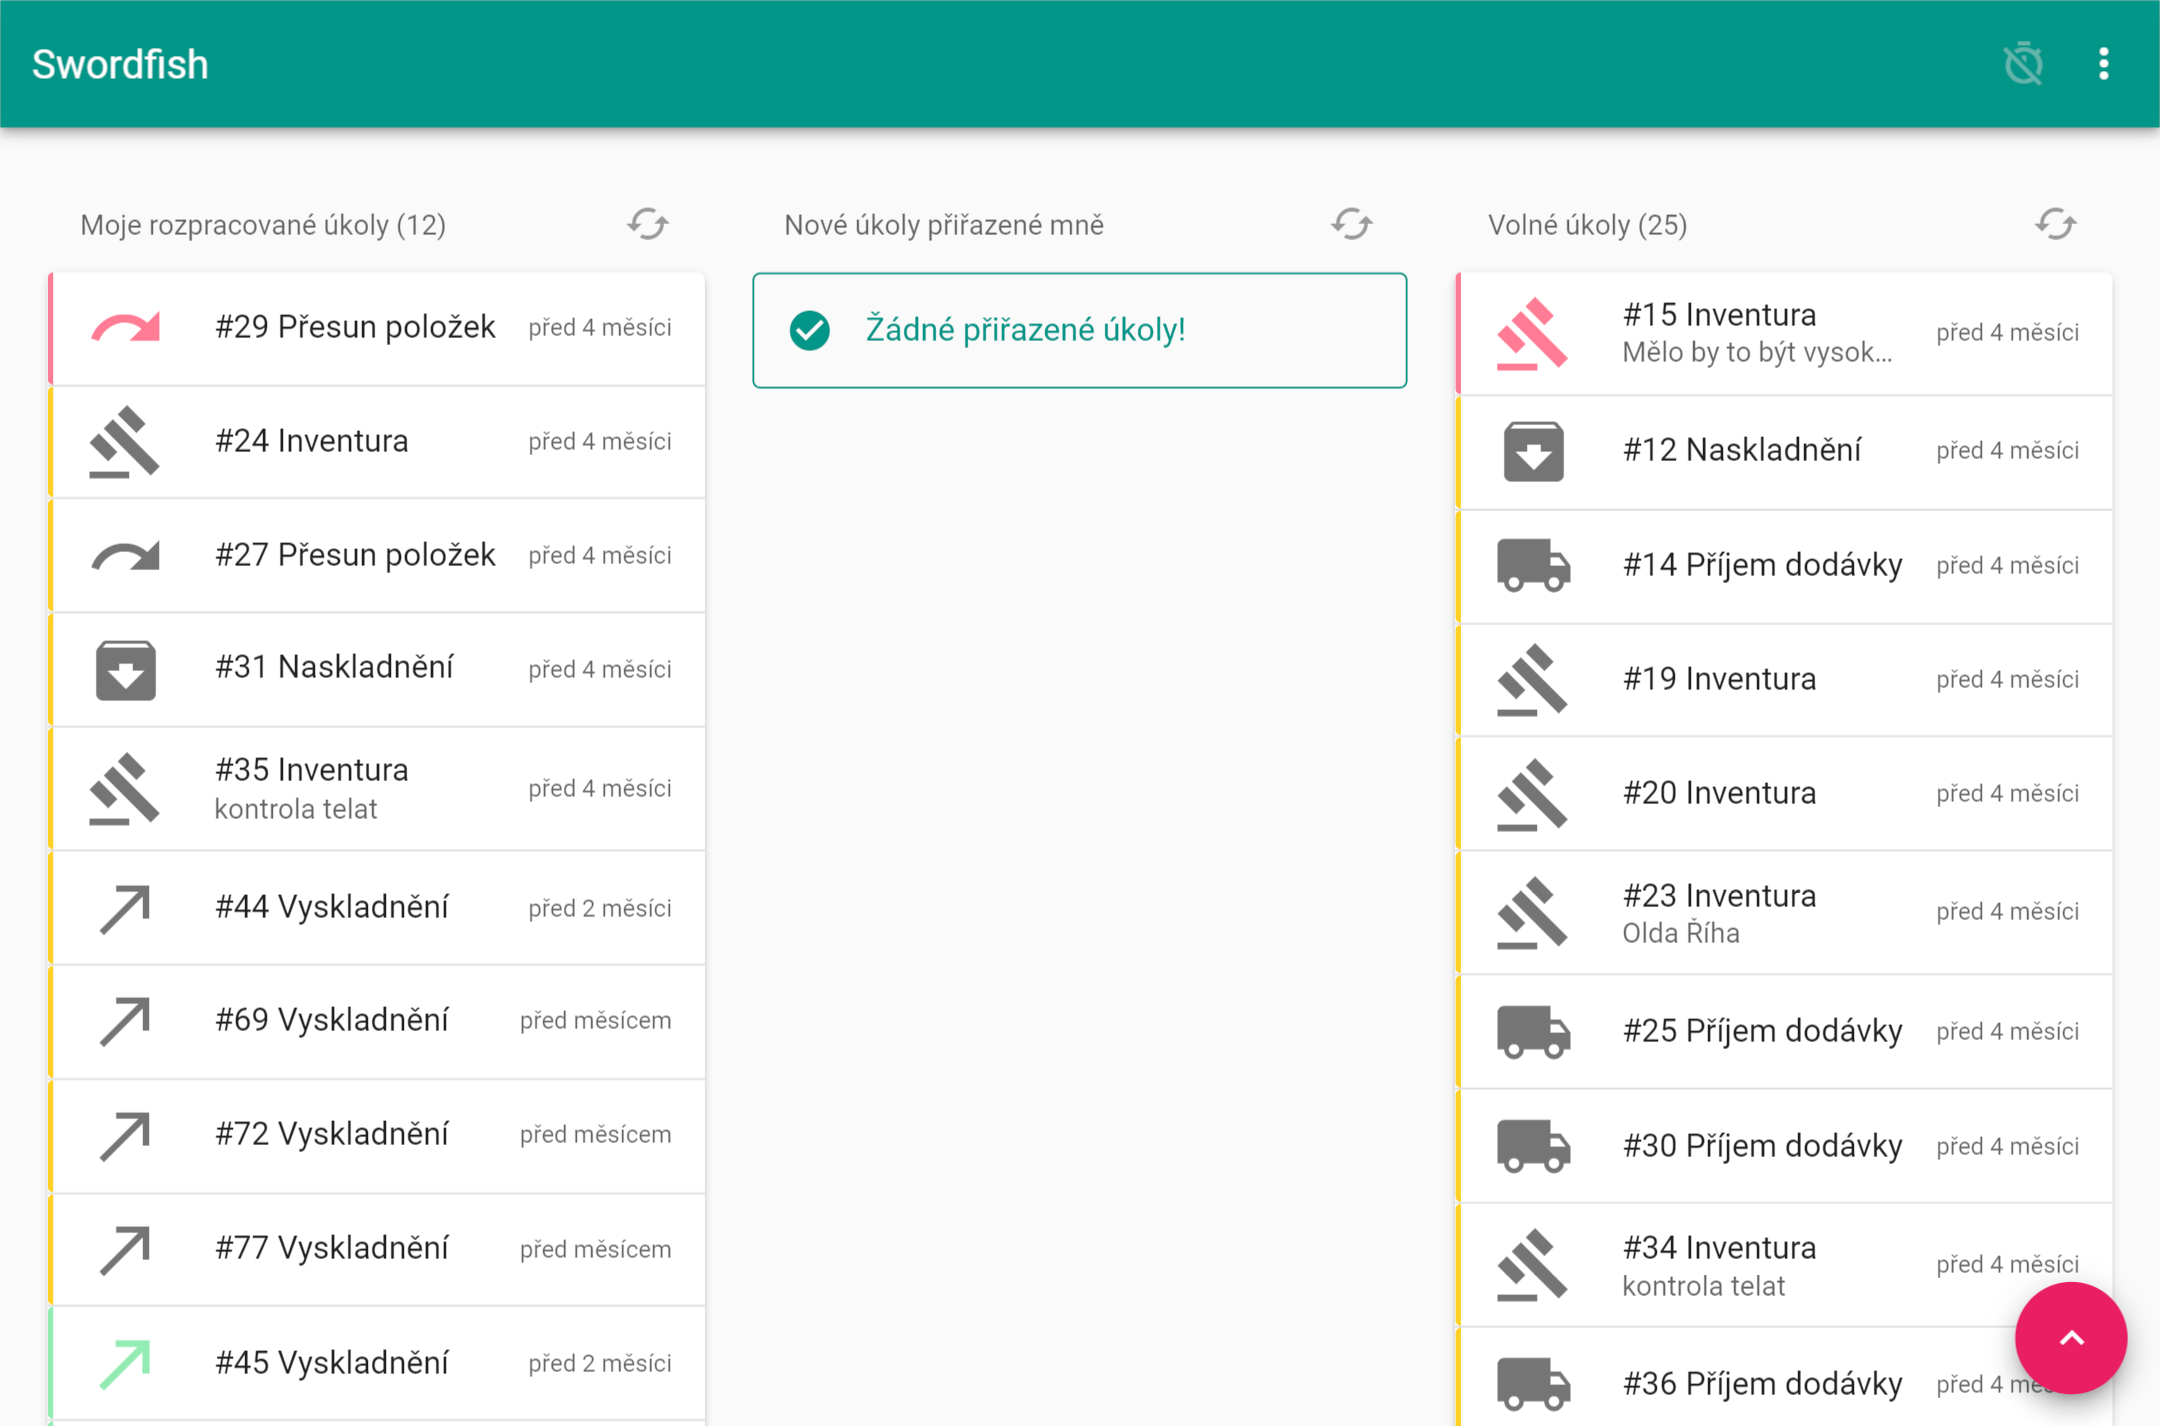 Swordfish
Moje rozpracované úkoly (12)
#29 Přesun položek
před 4 měsíci
#24 Inventura
před 4 měsíci
#27 Přesun položek
před 4 měsíci
#31 Naskladnění
před 4 měsíci
#35 Inventura
kontrola telat
před 4 měsíci
#44 Vyskladnění
před 2 měsíci
#69 Vyskladnění
před měsícem
#72 Vyskladnění
před měsícem
#77 Vyskladnění
před měsícem
#45 Vyskladnění
před 2 měsíci
Nové úkoly přiřazené mně
Žádné přiřazené úkoly!
Volné úkoly (25)
#15 Inventura
Mělo by to být vysok...
před 4 měsíci
#12 Naskladnění
před 4 měsíci
#14 Příjem dodávky
před 4 měsíci
#19 Inventura
před 4 měsíci
#20 Inventura
před 4 měsíci
#23 Inventura
Olda Říha
před 4 měsíci
#25 Příjem dodávky
před 4 měsíci
#30 Příjem dodávky
před 4 měsíci
#34 Inventura
kontrola telat
před 4 měsíci
#36 Příjem dodávky
před 4